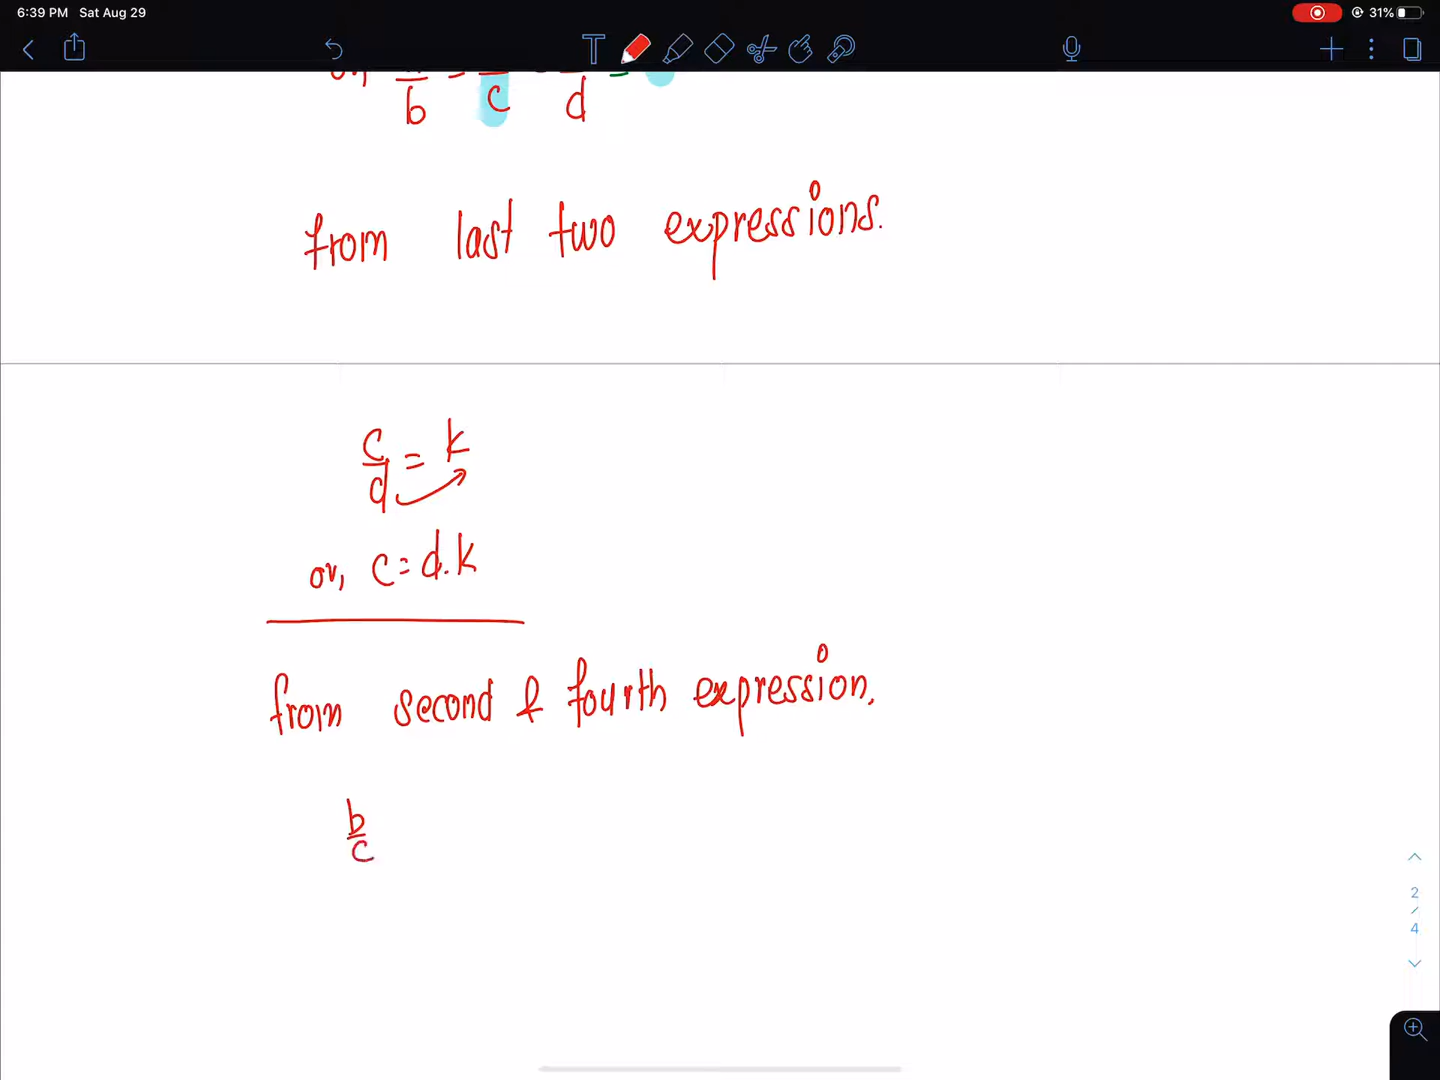 6:39 PM Sat Aug 29
31%
T
b c d
from last two expressions.
c/d = k
or, c = d.k
from second & fourth expression,
b/c
2
/
4